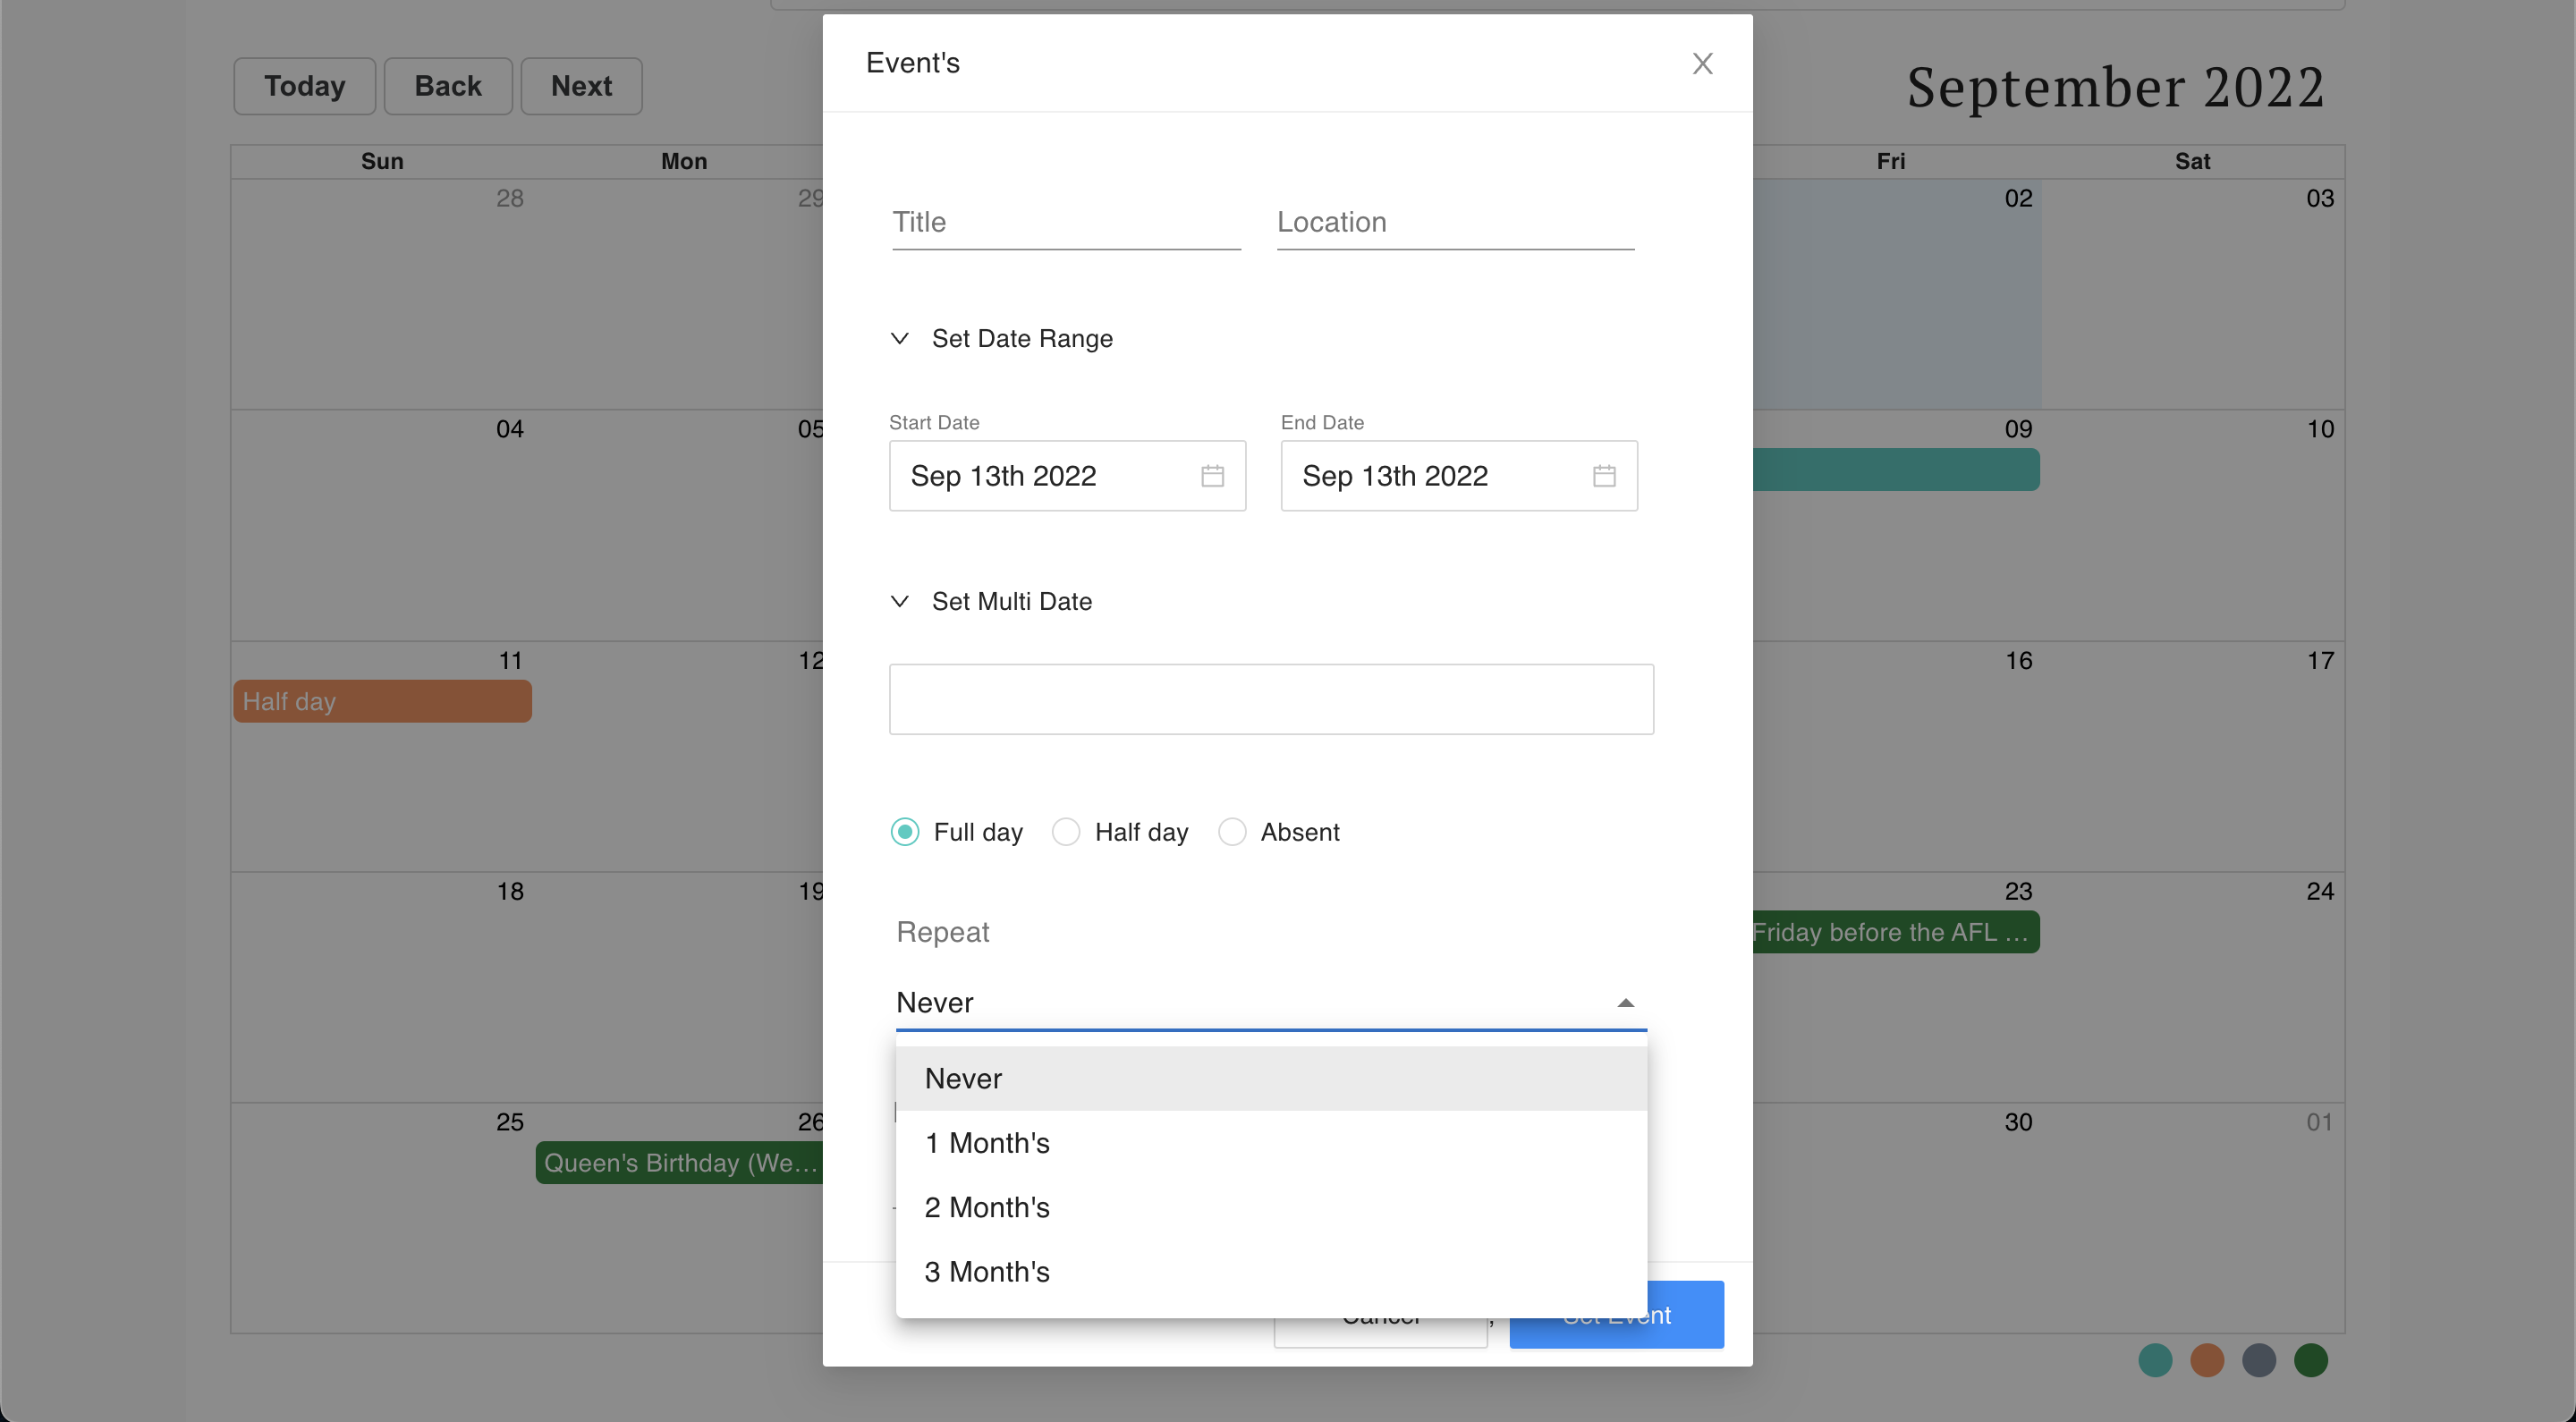 Event's
Today Back Next
September 2022
Sun Mon Fri Sat
28 29 02 03
Title Location
Set Date Range
Start Date End Date
04 05 09 10
Sep 13th 2022 Sep 13th 2022
Set Multi Date
11 12 16 17
Half day
Full day Half day Absent
18 19 23 24
Repeat
Friday before the AFL ...
Never
Never
25 26 30 01
1 Month's
Queen's Birthday (We...
2 Month's
3 Month's
Cancel Set Event